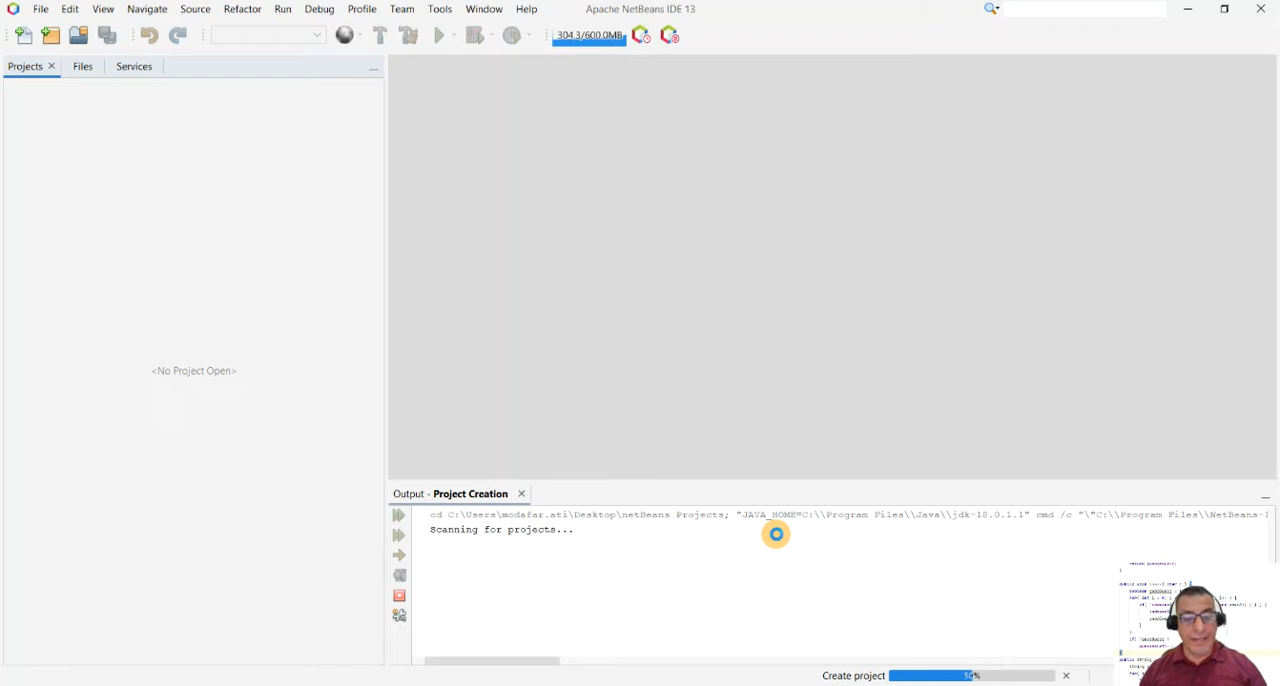 File Edit View Navigate Source Refactor Run Debug Profile Team Tools Window Help Apache NetBeans IDE 13
304.3/600.0MB
Projects Files Services
<No Project Open>
Output - Project Creation
cd C:\Users\modafar.ati\Desktop\netBeans Projects; "JAVA_HOME=C:\\Program Files\\Java\\jdk-18.0.1.1" cmd /c "\"C:\\Program Files\\NetBeans-1
Scanning for projects...
Create project 50%